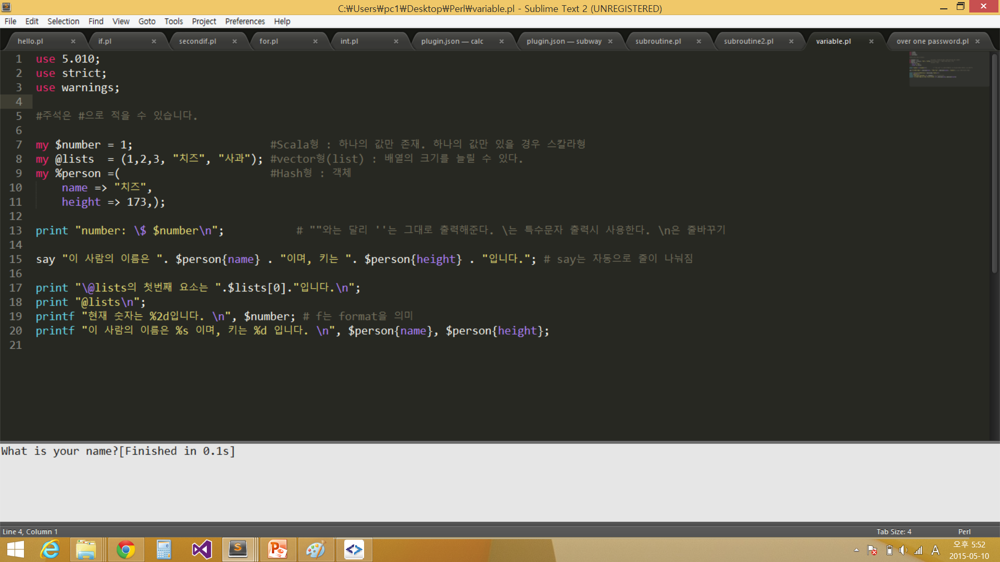 C:₩Users₩pc1₩Desktop₩Perl₩variable.pl - Sublime Text 2 (UNREGISTERED)
File Edit Selection Find View Goto Tools Project Preferences Help
hello.pl × if.pl × secondif.pl × for.pl × int.pl × plugin.json — calc × plugin.json — subway × subroutine.pl × subroutine2.pl × variable.pl × over one password.pl ×
1 use 5.010;
2 use strict;
3 use warnings;
4
5 #주석은 #으로 적을 수 있습니다.
6
7 my $number = 1; #Scala형 : 하나의 값만 존재. 하나의 값만 있을 경우 스칼라형
8 my @lists = (1,2,3, "치즈", "사과"); #vector형(list) : 배열의 크기를 늘릴 수 있다.
9 my %person =( #Hash형 : 객체
10 name => "치즈",
11 height => 173,);
12
13 print "number: \$ $number\n"; # ""와는 달리 ''는 그대로 출력해준다. \는 특수문자 출력시 사용한다. \n은 줄바꾸기
14
15 say "이 사람의 이름은 ". $person{name} . "이며, 키는 ". $person{height} . "입니다."; # say는 자동으로 줄이 나눠짐
16
17 print "\@lists의 첫번째 요소는 ".$lists[0]."입니다.\n";
18 print "@lists\n";
19 printf "현재 숫자는 %2d입니다. \n", $number; # f는 format을 의미
20 printf "이 사람의 이름은 %s 이며, 키는 %d 입니다. \n", $person{name}, $person{height};
21
What is your name?[Finished in 0.1s]
Line 4, Column 1 Tab Size: 4 Perl
A 오후 5:52
2015-05-10